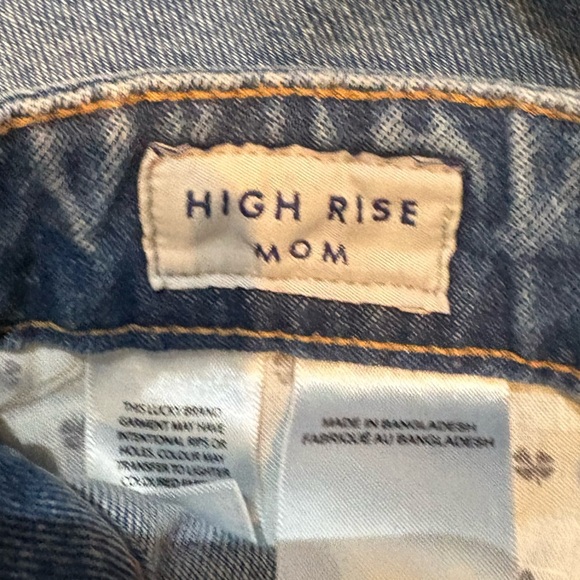 HIGH RISE
MOM
THIS LUCKY BRAND
GARMENT MAY HAVE
INTENTIONAL RIPS OR
HOLES. COLOUR MAY
TRANSFER TO LIGHTER
COLOURED
MADE IN BANGLADESH
FABRIQUÉ AU BANGLADESH